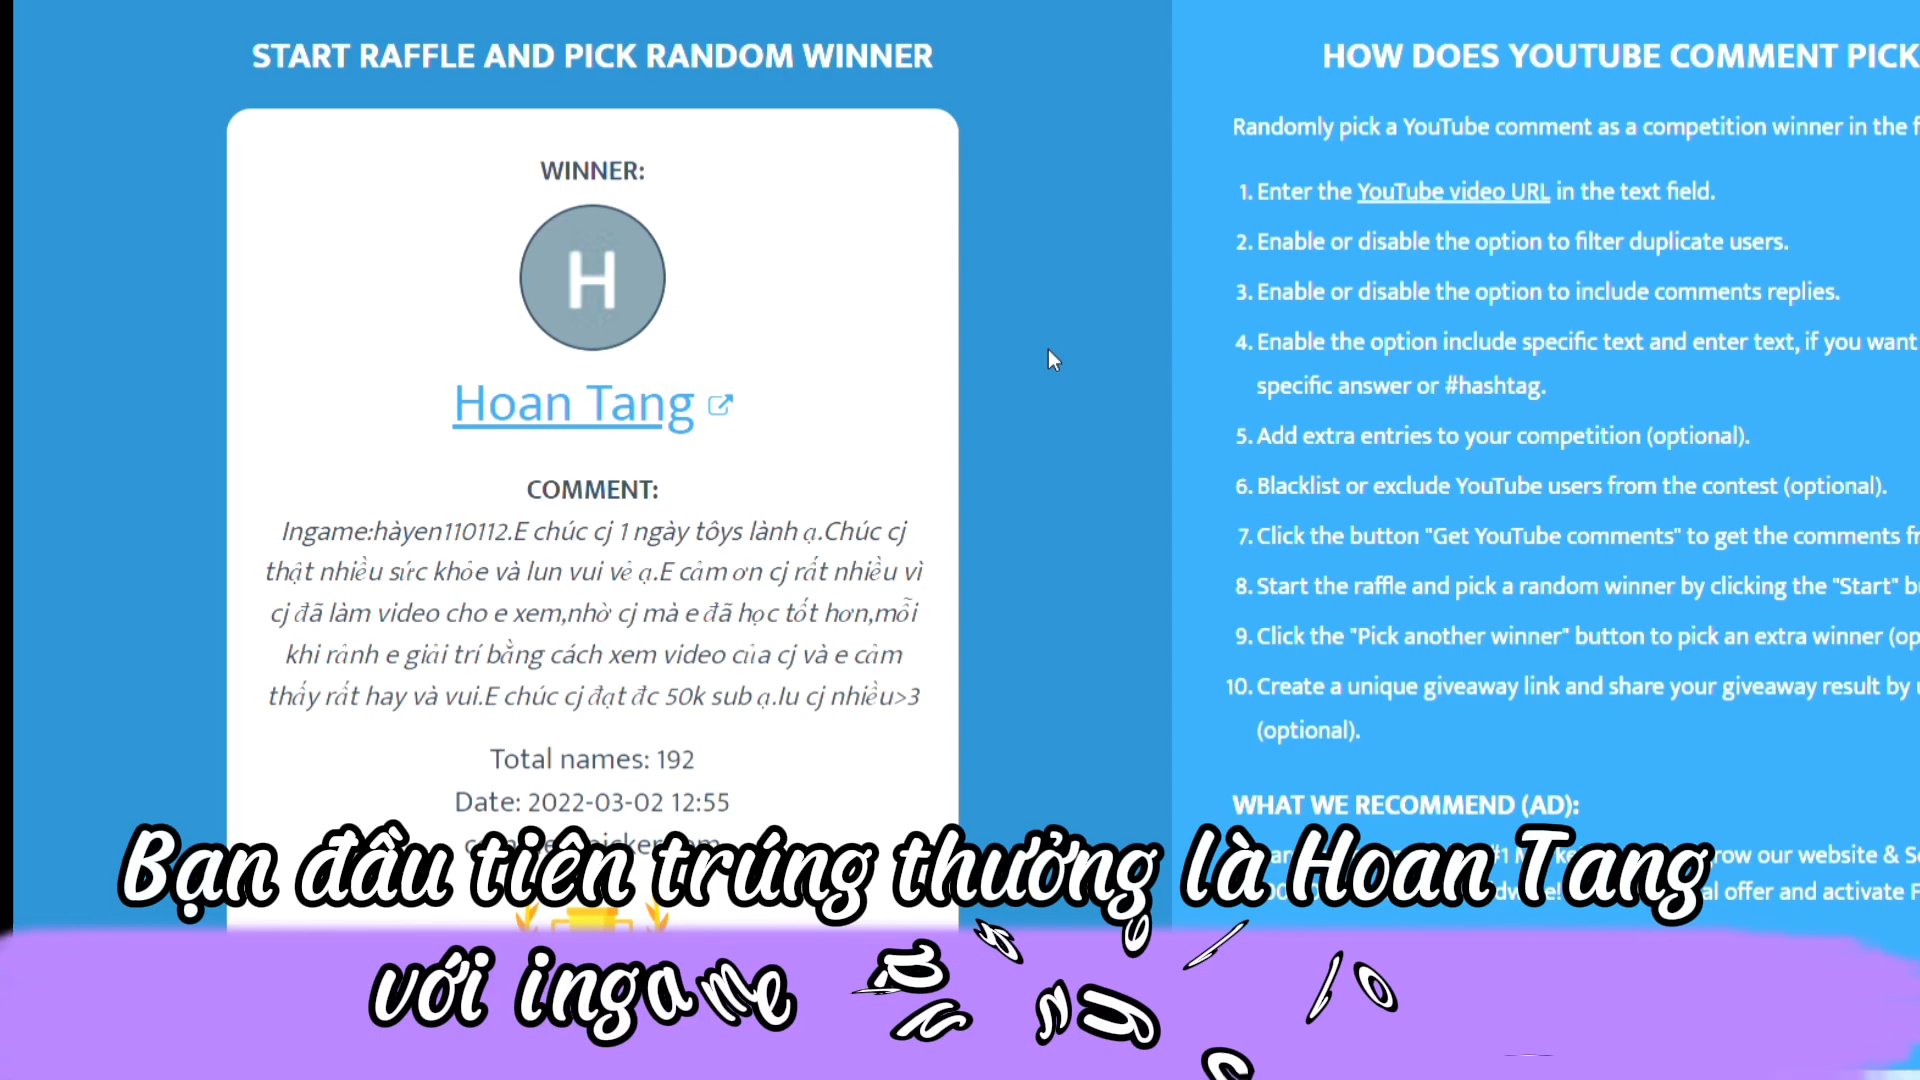 START RAFFLE AND PICK RANDOM WINNER
WINNER:
H
Hoan Tang
COMMENT:
Ingame:hàyen110112.E chúc cj 1 ngày tôys lành ạ.Chúc cj
thật nhiều sức khỏe và lun vui vẻ ạ.E cảm ơn cj rất nhiều vì
cj đã làm video cho e xem,nhờ cj mà e đã học tốt hơn,mỗi
khi rảnh e giải trí bằng cách xem video của cj và e cảm
thấy rất hay và vui.E chúc cj đạt đc 50k sub ạ.lu cj nhiều>3
Total names: 192
Date: 2022-03-02 12:55
HOW DOES YOUTUBE COMMENT PICK
Randomly pick a YouTube comment as a competition winner in the f
1. Enter the YouTube video URL in the text field.
2. Enable or disable the option to filter duplicate users.
3. Enable or disable the option to include comments replies.
4. Enable the option include specific text and enter text, if you want
specific answer or #hashtag.
5. Add extra entries to your competition (optional).
6. Blacklist or exclude YouTube users from the contest (optional).
7. Click the button "Get YouTube comments" to get the comments fr
8. Start the raffle and pick a random winner by clicking the "Start" b
9. Click the "Pick another winner" button to pick an extra winner (op
10. Create a unique giveaway link and share your giveaway result by
(optional).
WHAT WE RECOMMEND (AD):
row our website & S
al offer and activate F
Bạn đầu tiên trúng thưởng là Hoan Tang
với ingame